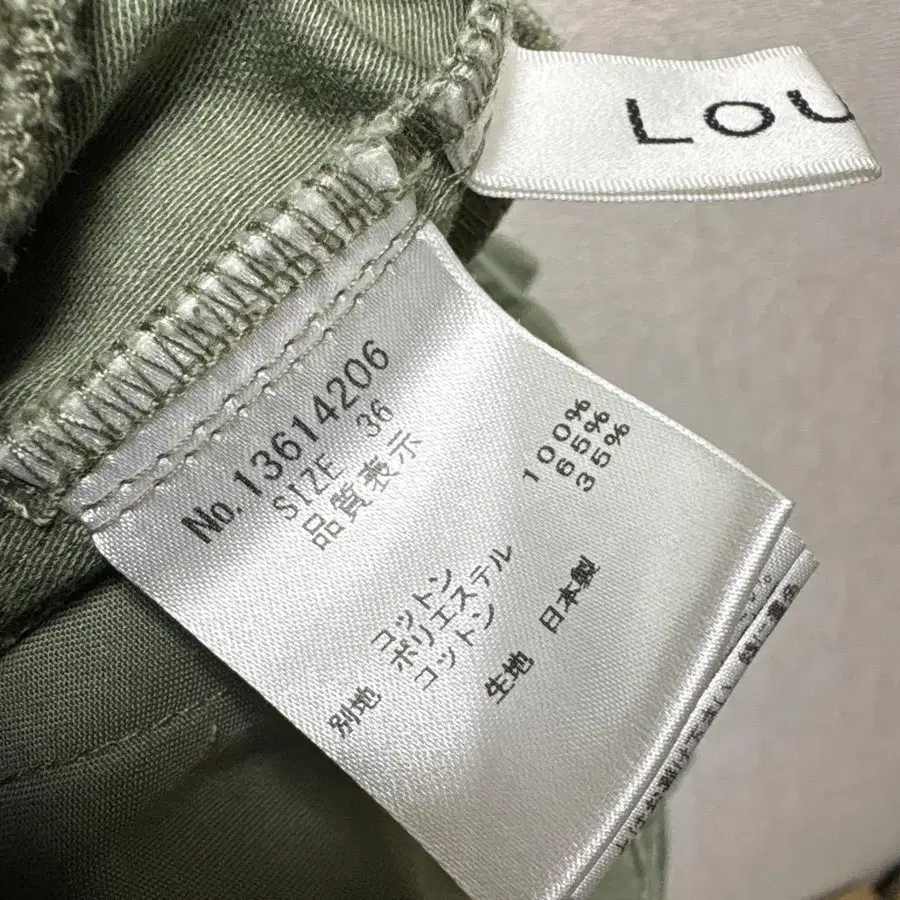 LOU
No.13614206
SIZE 36
品質表示
コットン 100%
別地 ポリエステル 65%
コットン 35%
生地 日本製